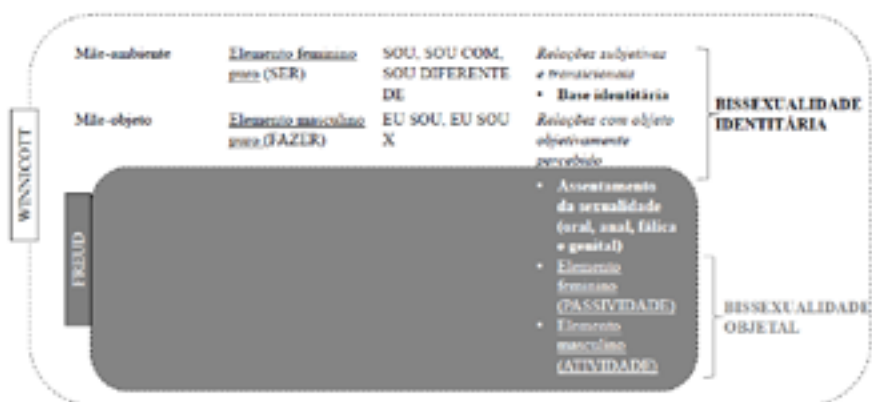 WINNICOTT
Mãe-ambiente
Elemento feminino
puro (SER)
SOU, SOU COM,
SOU DIFERENTE
DE
Relações subjetivas
e transicionais
• Base identitária
Mãe-objeto
Elemento masculino
puro (FAZER)
EU SOU, EU SOU
X
Relações com objeto
objetivamente
percebido
BISSEXUALIDADE
IDENTITÁRIA
FREUD
• Assentamento
da sexualidade
(oral, anal, fálica
e genital)
• Elemento
feminino
(PASSIVIDADE)
• Elemento
masculino
(ATIVIDADE)
BISSEXUALIDADE
OBJETAL